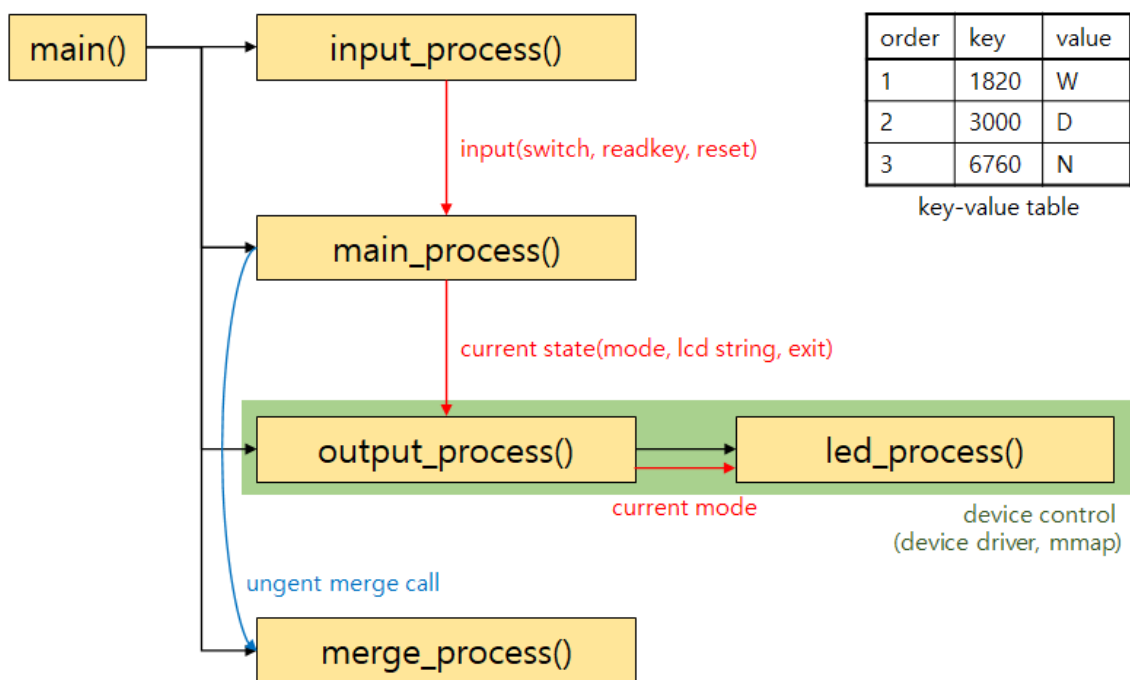 main()
input_process()
order key value
1 1820 W
2 3000 D
3 6760 N
key-value table
input(switch, readkey, reset)
main_process()
current state(mode, lcd string, exit)
output_process()
led_process()
current mode
device control
(device driver, mmap)
ungent merge call
merge_process()